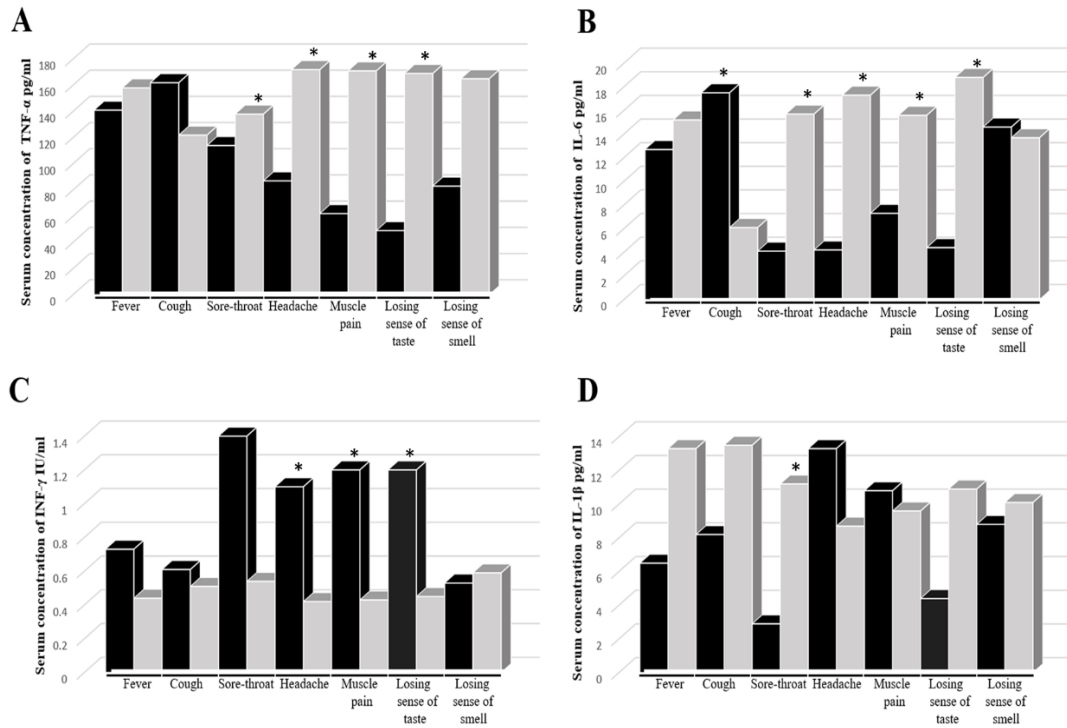 A
Serum concentration of TNF-α pg/ml
180
160
140
120
100
80
60
40
20
0
* * * *
Fever Cough Sore-throat Headache Muscle pain Losing sense of taste Losing sense of smell
B
Serum concentration of IL-6 pg/ml
20
18
16
14
12
10
8
6
4
2
0
* * * * *
Fever Cough Sore-throat Headache Muscle pain Losing sense of taste Losing sense of smell
C
Serum concentration of INF-γ IU/ml
1.4
1.2
1
0.8
0.6
0.4
0.2
0
* * *
Fever Cough Sore-throat Headache Muscle pain Losing sense of taste Losing sense of smell
D
Serum concentration of IL-1β pg/ml
14
12
10
8
6
4
2
0
*
Fever Cough Sore-throat Headache Muscle pain Losing sense of taste Losing sense of smell